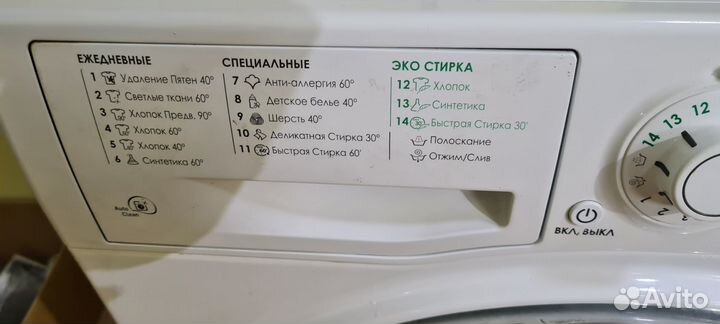 ЕЖЕДНЕВНЫЕ
1 Удаление Пятен 40°
2 Светлые ткани 60°
3 Хлопок Предв. 90°
4 Хлопок 60°
5 Хлопок 40°
6 Синтетика 60°
СПЕЦИАЛЬНЫЕ
7 Анти-аллергия 60°
8 Детское белье 40°
9 Шерсть 40°
10 Деликатная Стирка 30°
11 Быстрая Стирка 60'
ЭКО СТИРКА
12 Хлопок
13 Синтетика
14 Быстрая Стирка 30'
Полоскание
Отжим/Слив
Auto
Clean
12
13
14
1
2
3
ВКЛ, ВЫКЛ
Avito